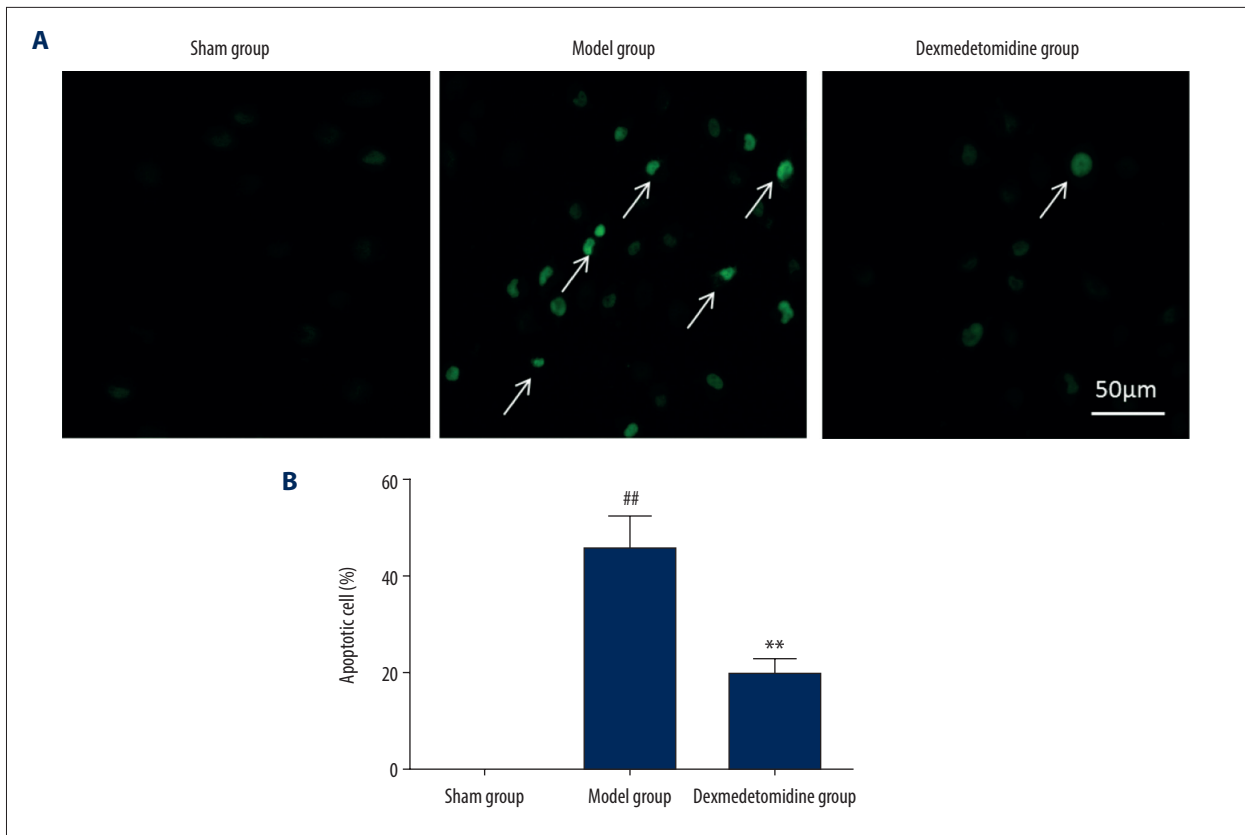 A
Sham group
Model group
Dexmedetomidine group
50µm
B
Apoptotic cell (%)
60
40
20
0
##
**
Sham group
Model group
Dexmedetomidine group